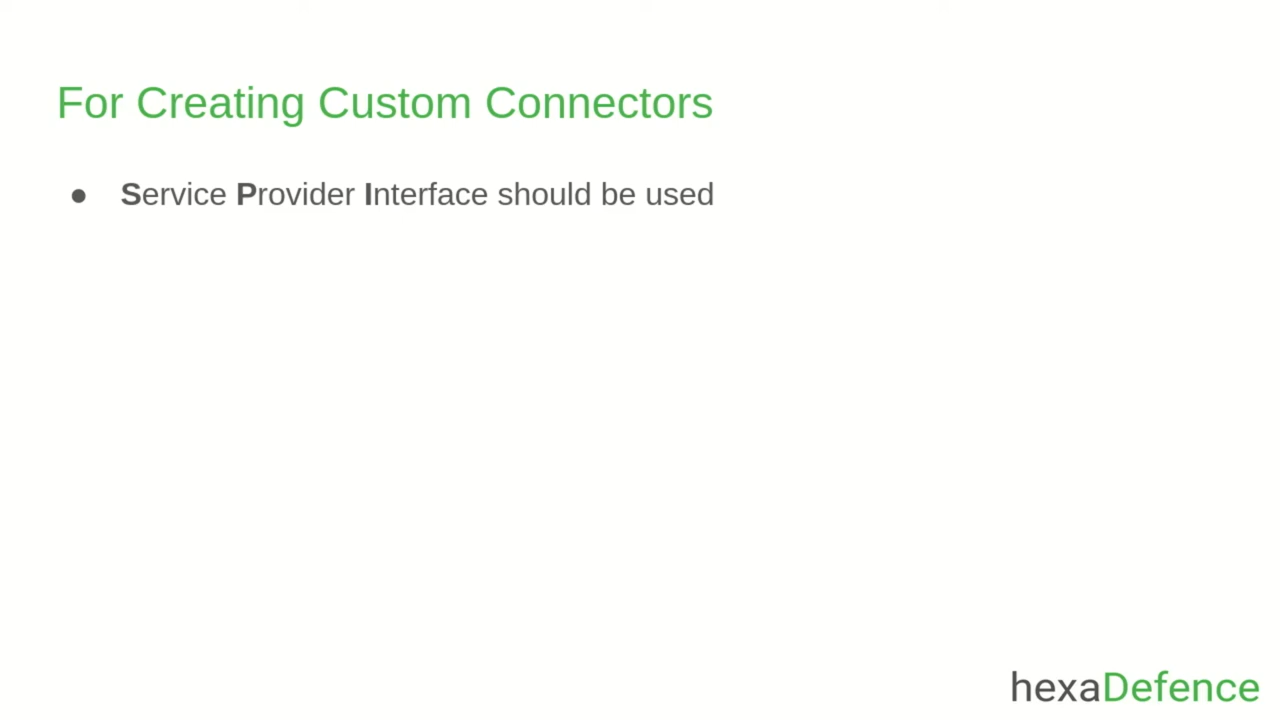 For Creating Custom Connectors
● Service Provider Interface should be used
hexaDefence